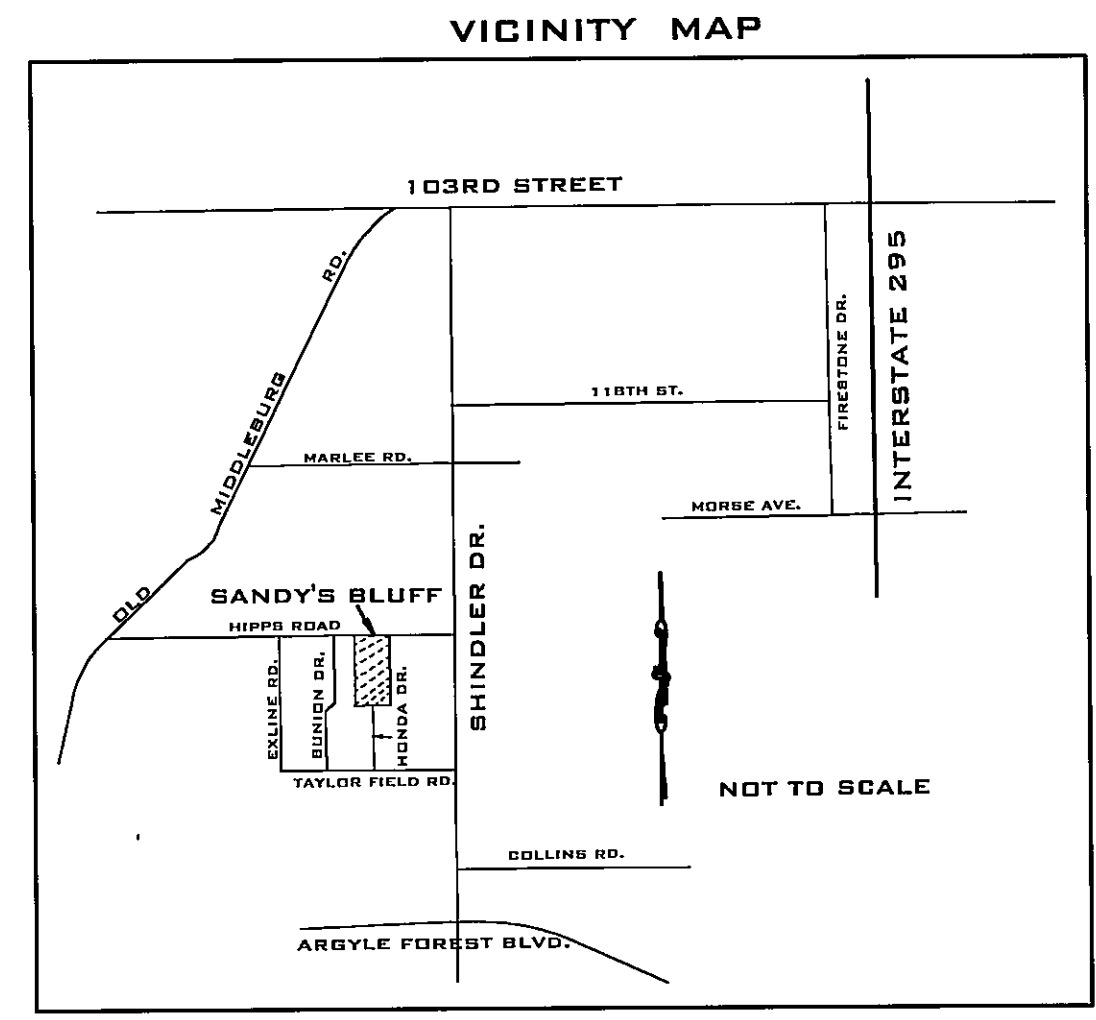 VICINITY MAP
103RD STREET
OLD MIDDLEBURG RD.
INTERSTATE 295
FIRESTONE DR.
118TH ST.
MARLEE RD.
MORSE AVE.
SHINDLER DR.
SANDY'S BLUFF
HIPPS ROAD
EXLINE RD.
BUNION DR.
HONDA DR.
TAYLOR FIELD RD.
NOT TO SCALE
COLLINS RD.
ARGYLE FOREST BLVD.